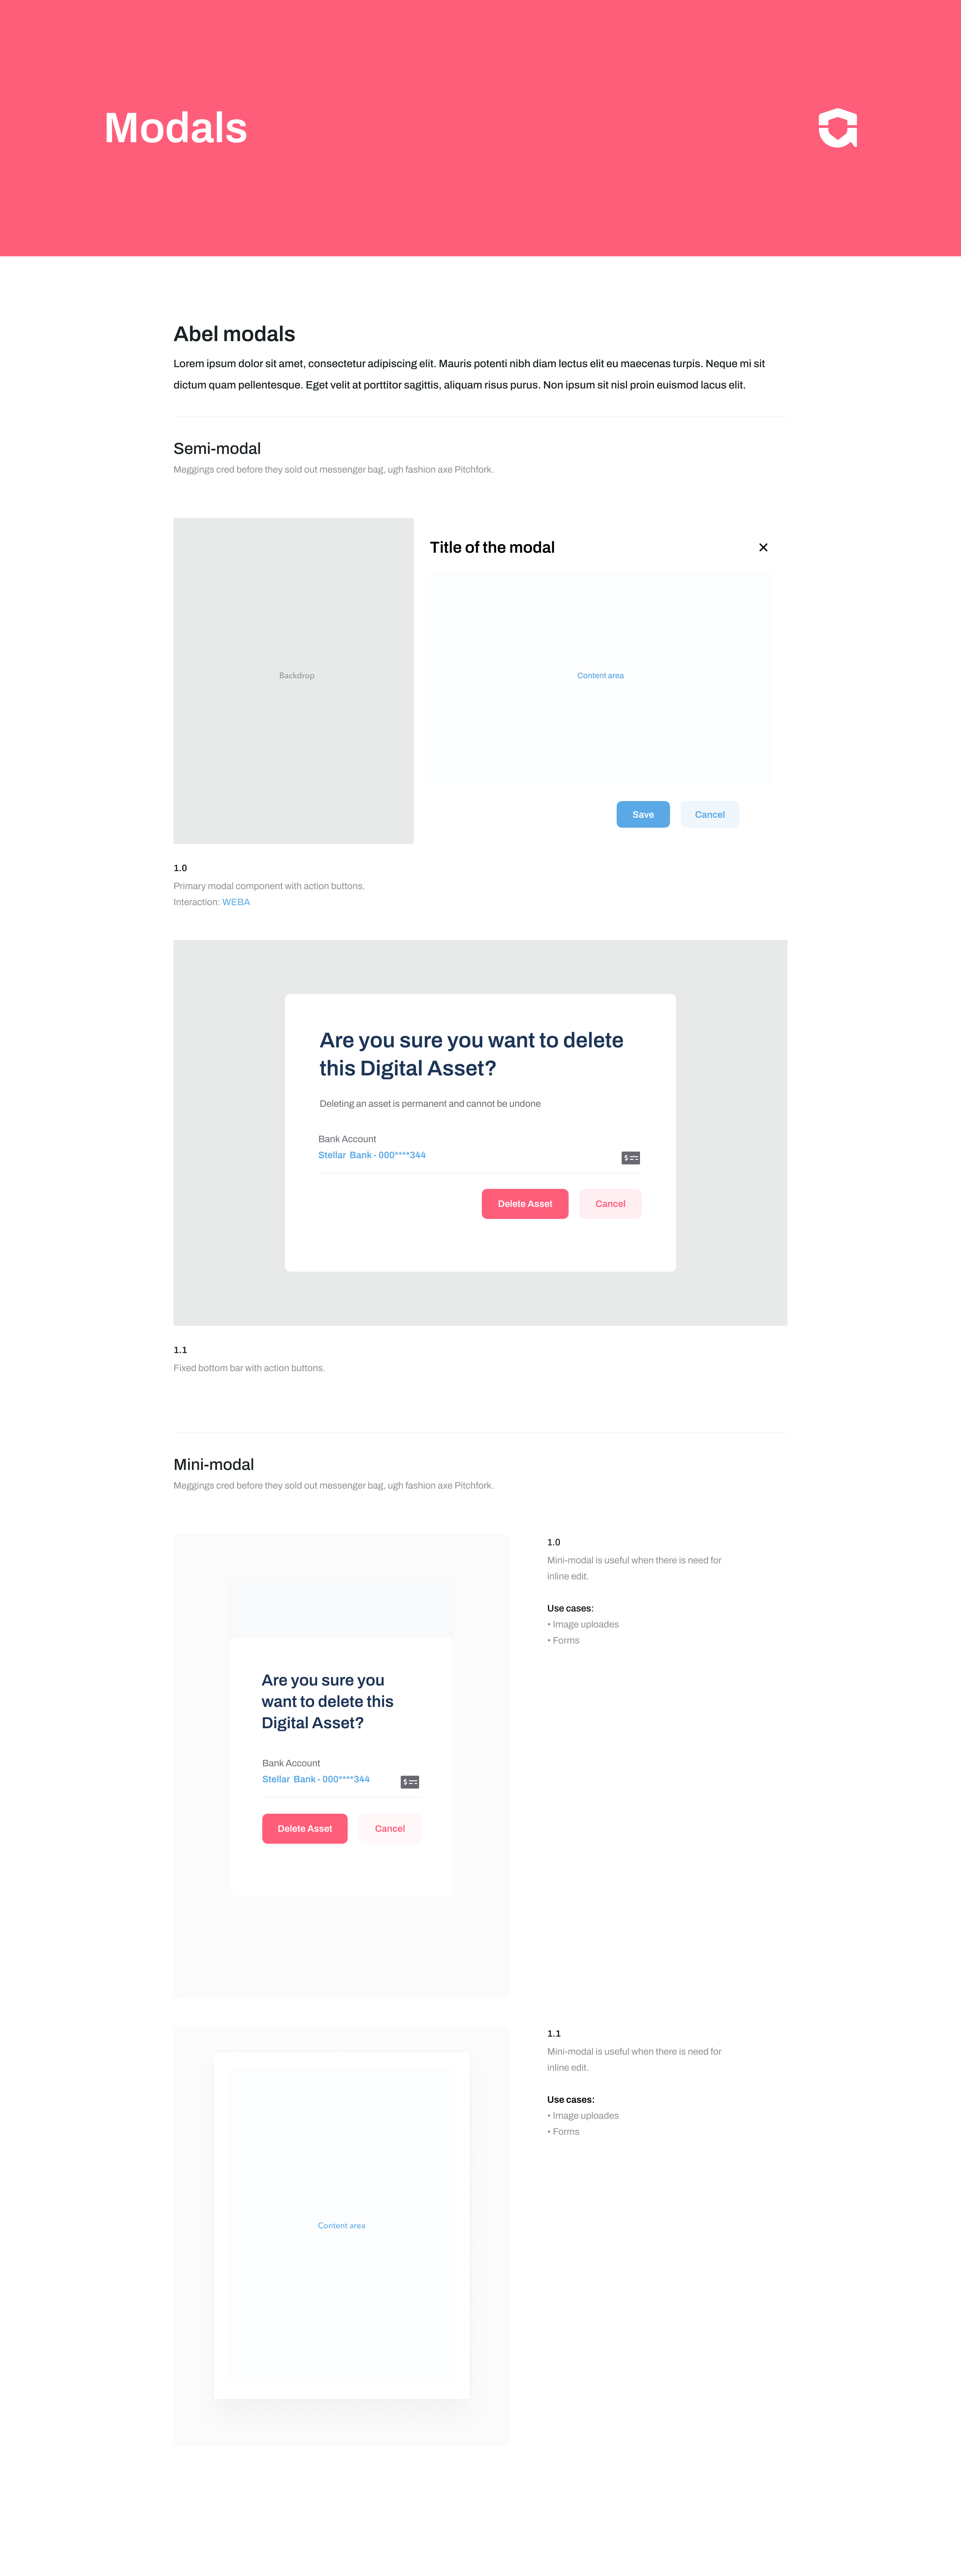 Modals
Abel modals
Lorem ipsum dolor sit amet, consectetur adipiscing elit. Mauris potenti nibh diam lectus elit eu maecenas turpis. Neque mi sit
dictum quam pellentesque. Eget velit at porttitor sagittis, aliquam risus purus. Non ipsum sit nisl proin euismod lacus elit.
Semi-modal
Meggings cred before they sold out messenger bag, ugh fashion axe Pitchfork.
Title of the modal
Backdrop
Content area
Save
Cancel
1.0
Primary modal component with action buttons.
Interaction: WEBA
Are you sure you want to delete
this Digital Asset?
Deleting an asset is permanent and cannot be undone
Bank Account
Stellar Bank - 000****344
Delete Asset
Cancel
1.1
Fixed bottom bar with action buttons.
Mini-modal
Meggings cred before they sold out messenger bag, ugh fashion axe Pitchfork.
Are you sure you
want to delete this
Digital Asset?
Bank Account
Stellar Bank - 000****344
Delete Asset
Cancel
1.0
Mini-modal is useful when there is need for
inline edit.
Use cases:
• Image uploades
• Forms
Content area
1.1
Mini-modal is useful when there is need for
inline edit.
Use cases:
• Image uploades
• Forms